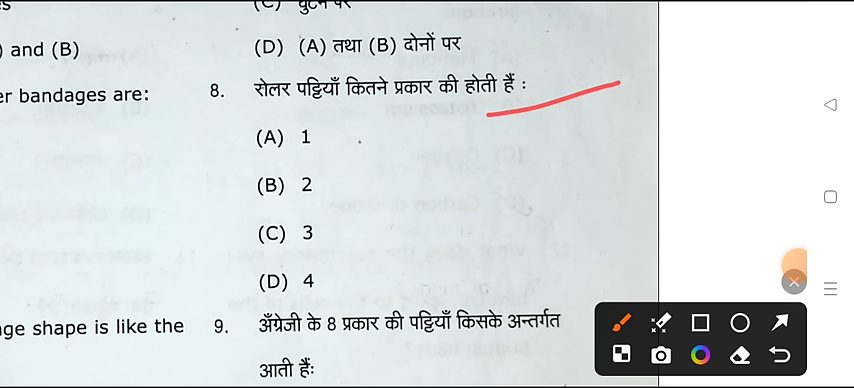 (D) (A) तथा (B) दोनों पर
) and (B)
8. रोलर पट्टियाँ कितने प्रकार की होती हैं :
er bandages are:
(A) 1
(B) 2
(C) 3
(D) 4
ge shape is like the
9. अँग्रेजी के 8 प्रकार की पट्टियाँ किसके अन्तर्गत
आती हैंः